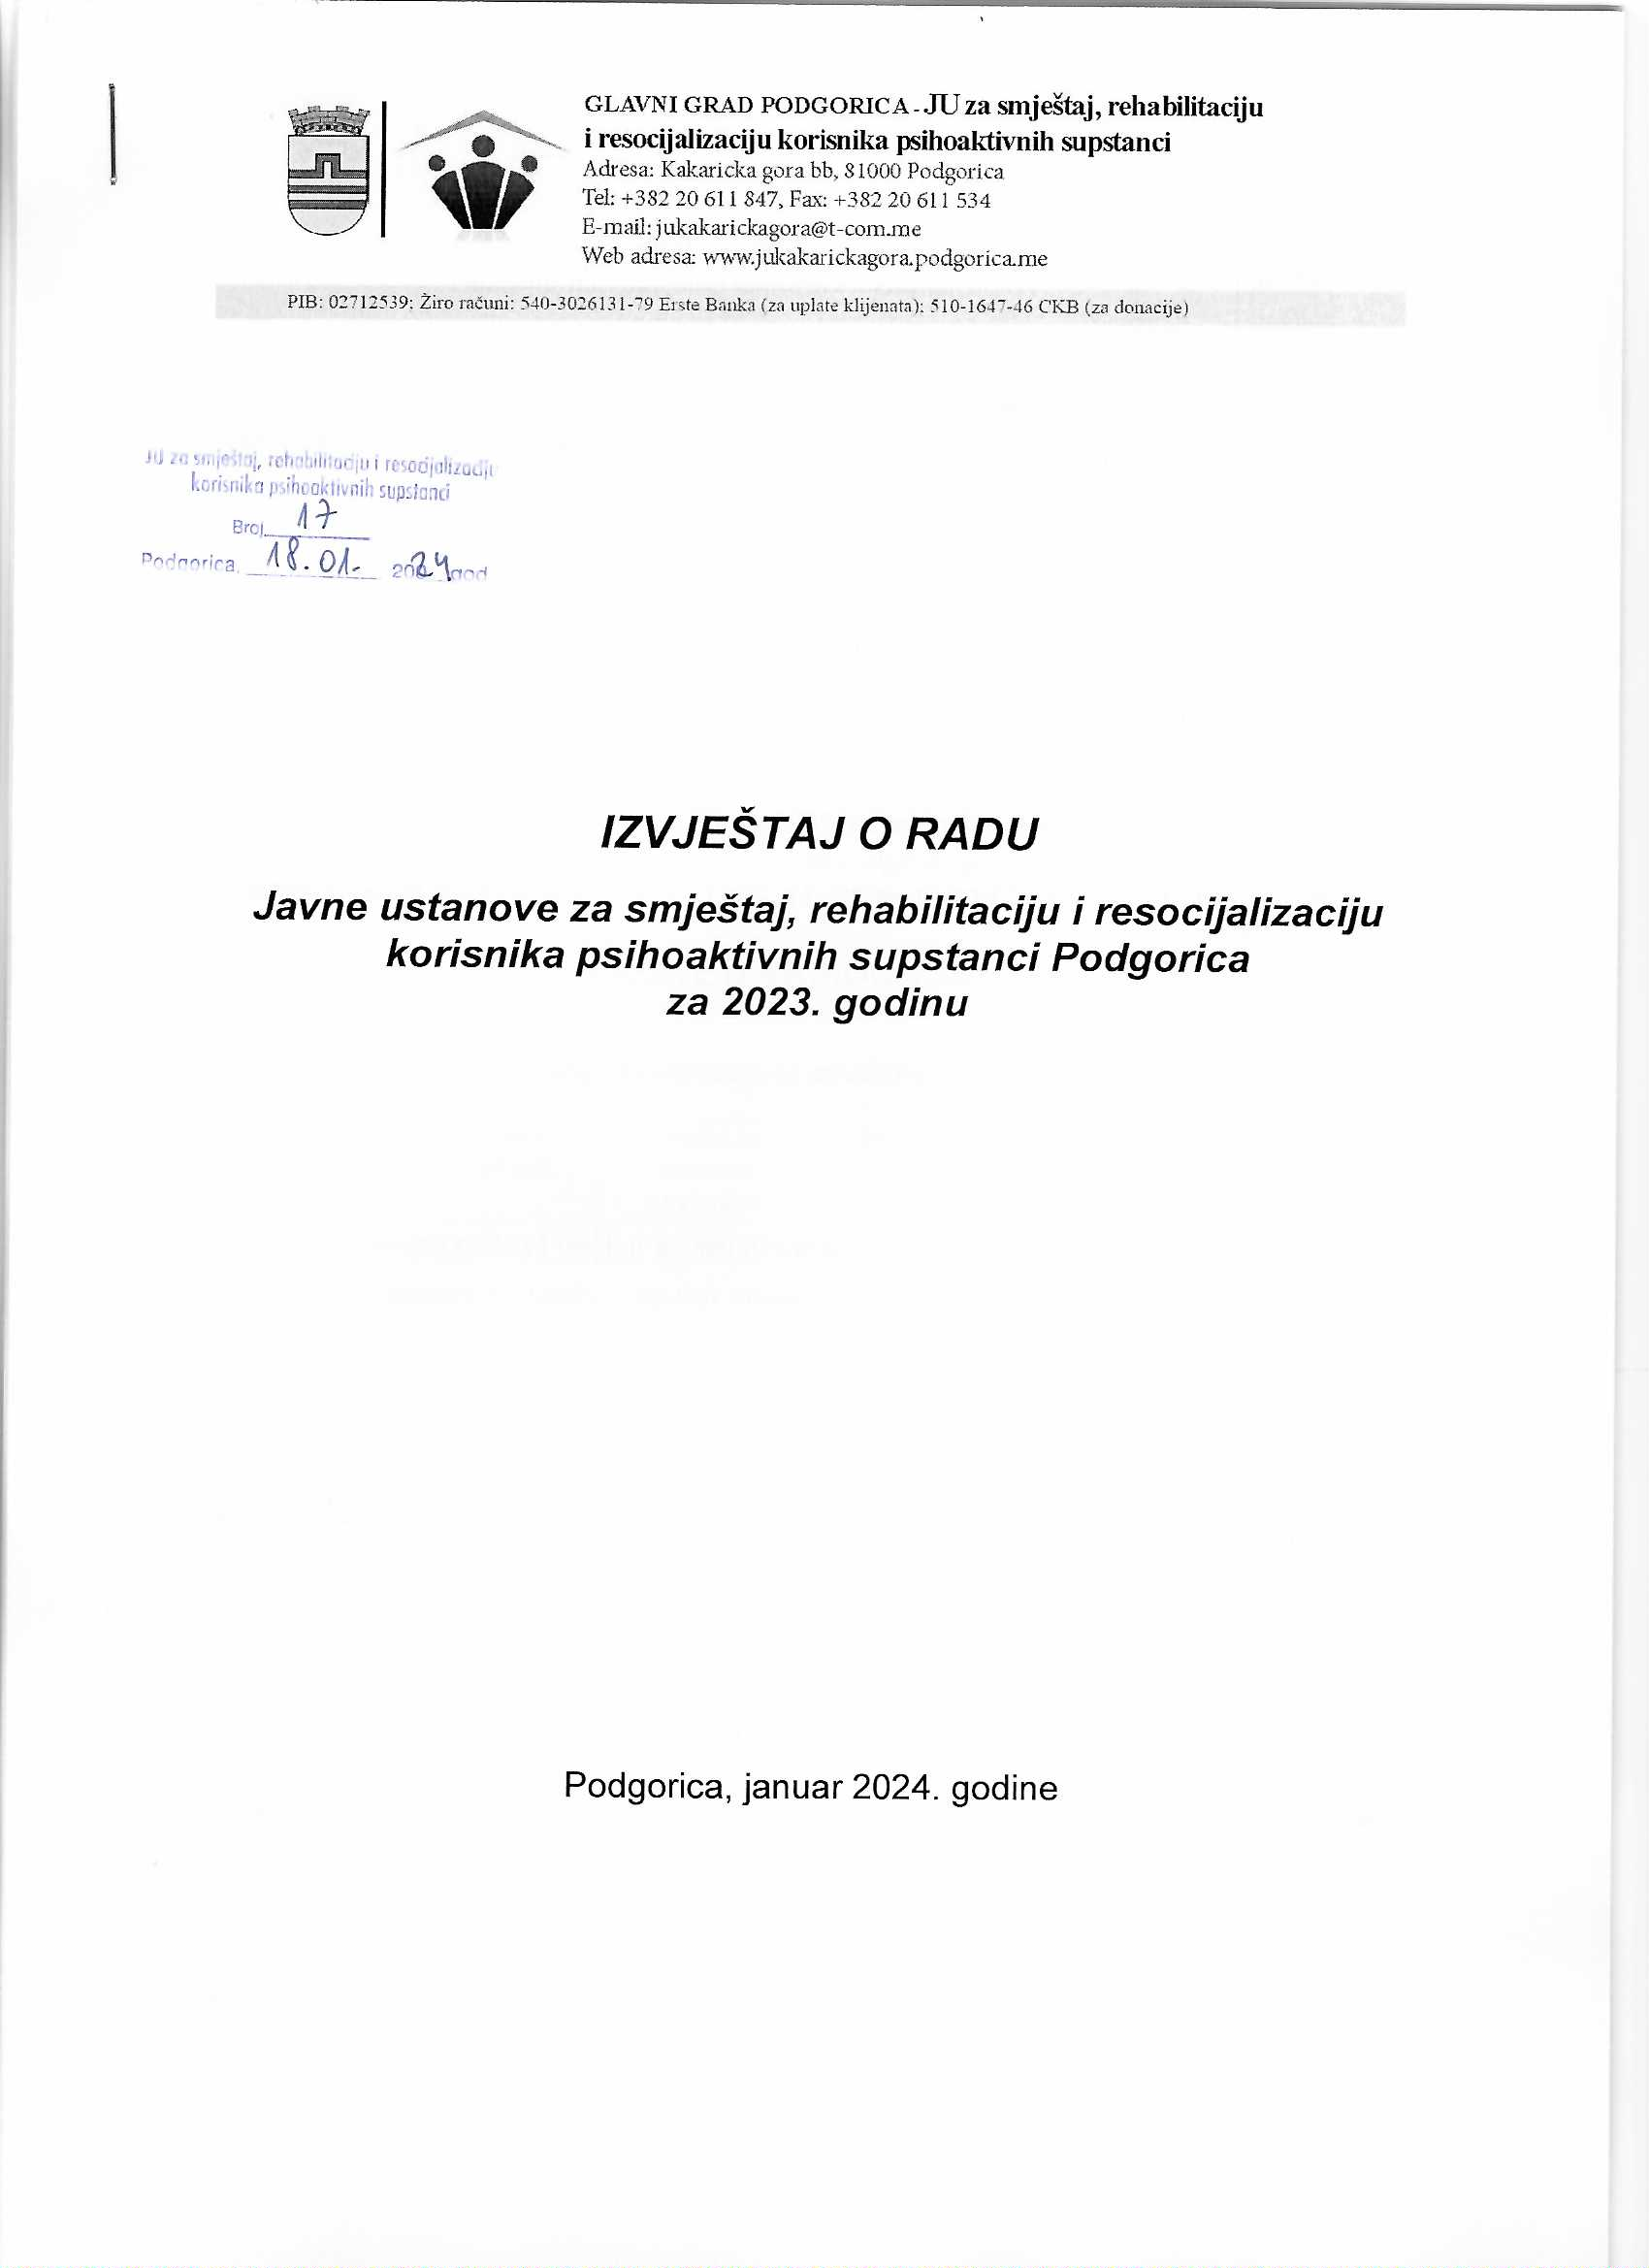 GLAVNI GRAD PODGORICA - JU za smještaj, rehabilitaciju
i resocijalizaciju korisnika psihoaktivnih supstanci
Adresa: Kakaricka gora bb, 81000 Podgorica
Tel: +382 20 611 847, Fax: +382 20 611 534
E-mail: jukakarickagora@t-com.me
Web adresa: www.jukakarickagora.podgorica.me
PIB: 02712539; Žiro računi: 540-3026131-79 Erste Banka (za uplate klijenata); 510-1647-46 CKB (za donacije)
JU za smještaj, rehabilitaciju i resocijalizaciju
korisnika psihoaktivnih supstanci
Broj 17
Podgorica, 18.01. 2024 god
IZVJEŠTAJ O RADU
Javne ustanove za smještaj, rehabilitaciju i resocijalizaciju
korisnika psihoaktivnih supstanci Podgorica
za 2023. godinu
Podgorica, januar 2024. godine